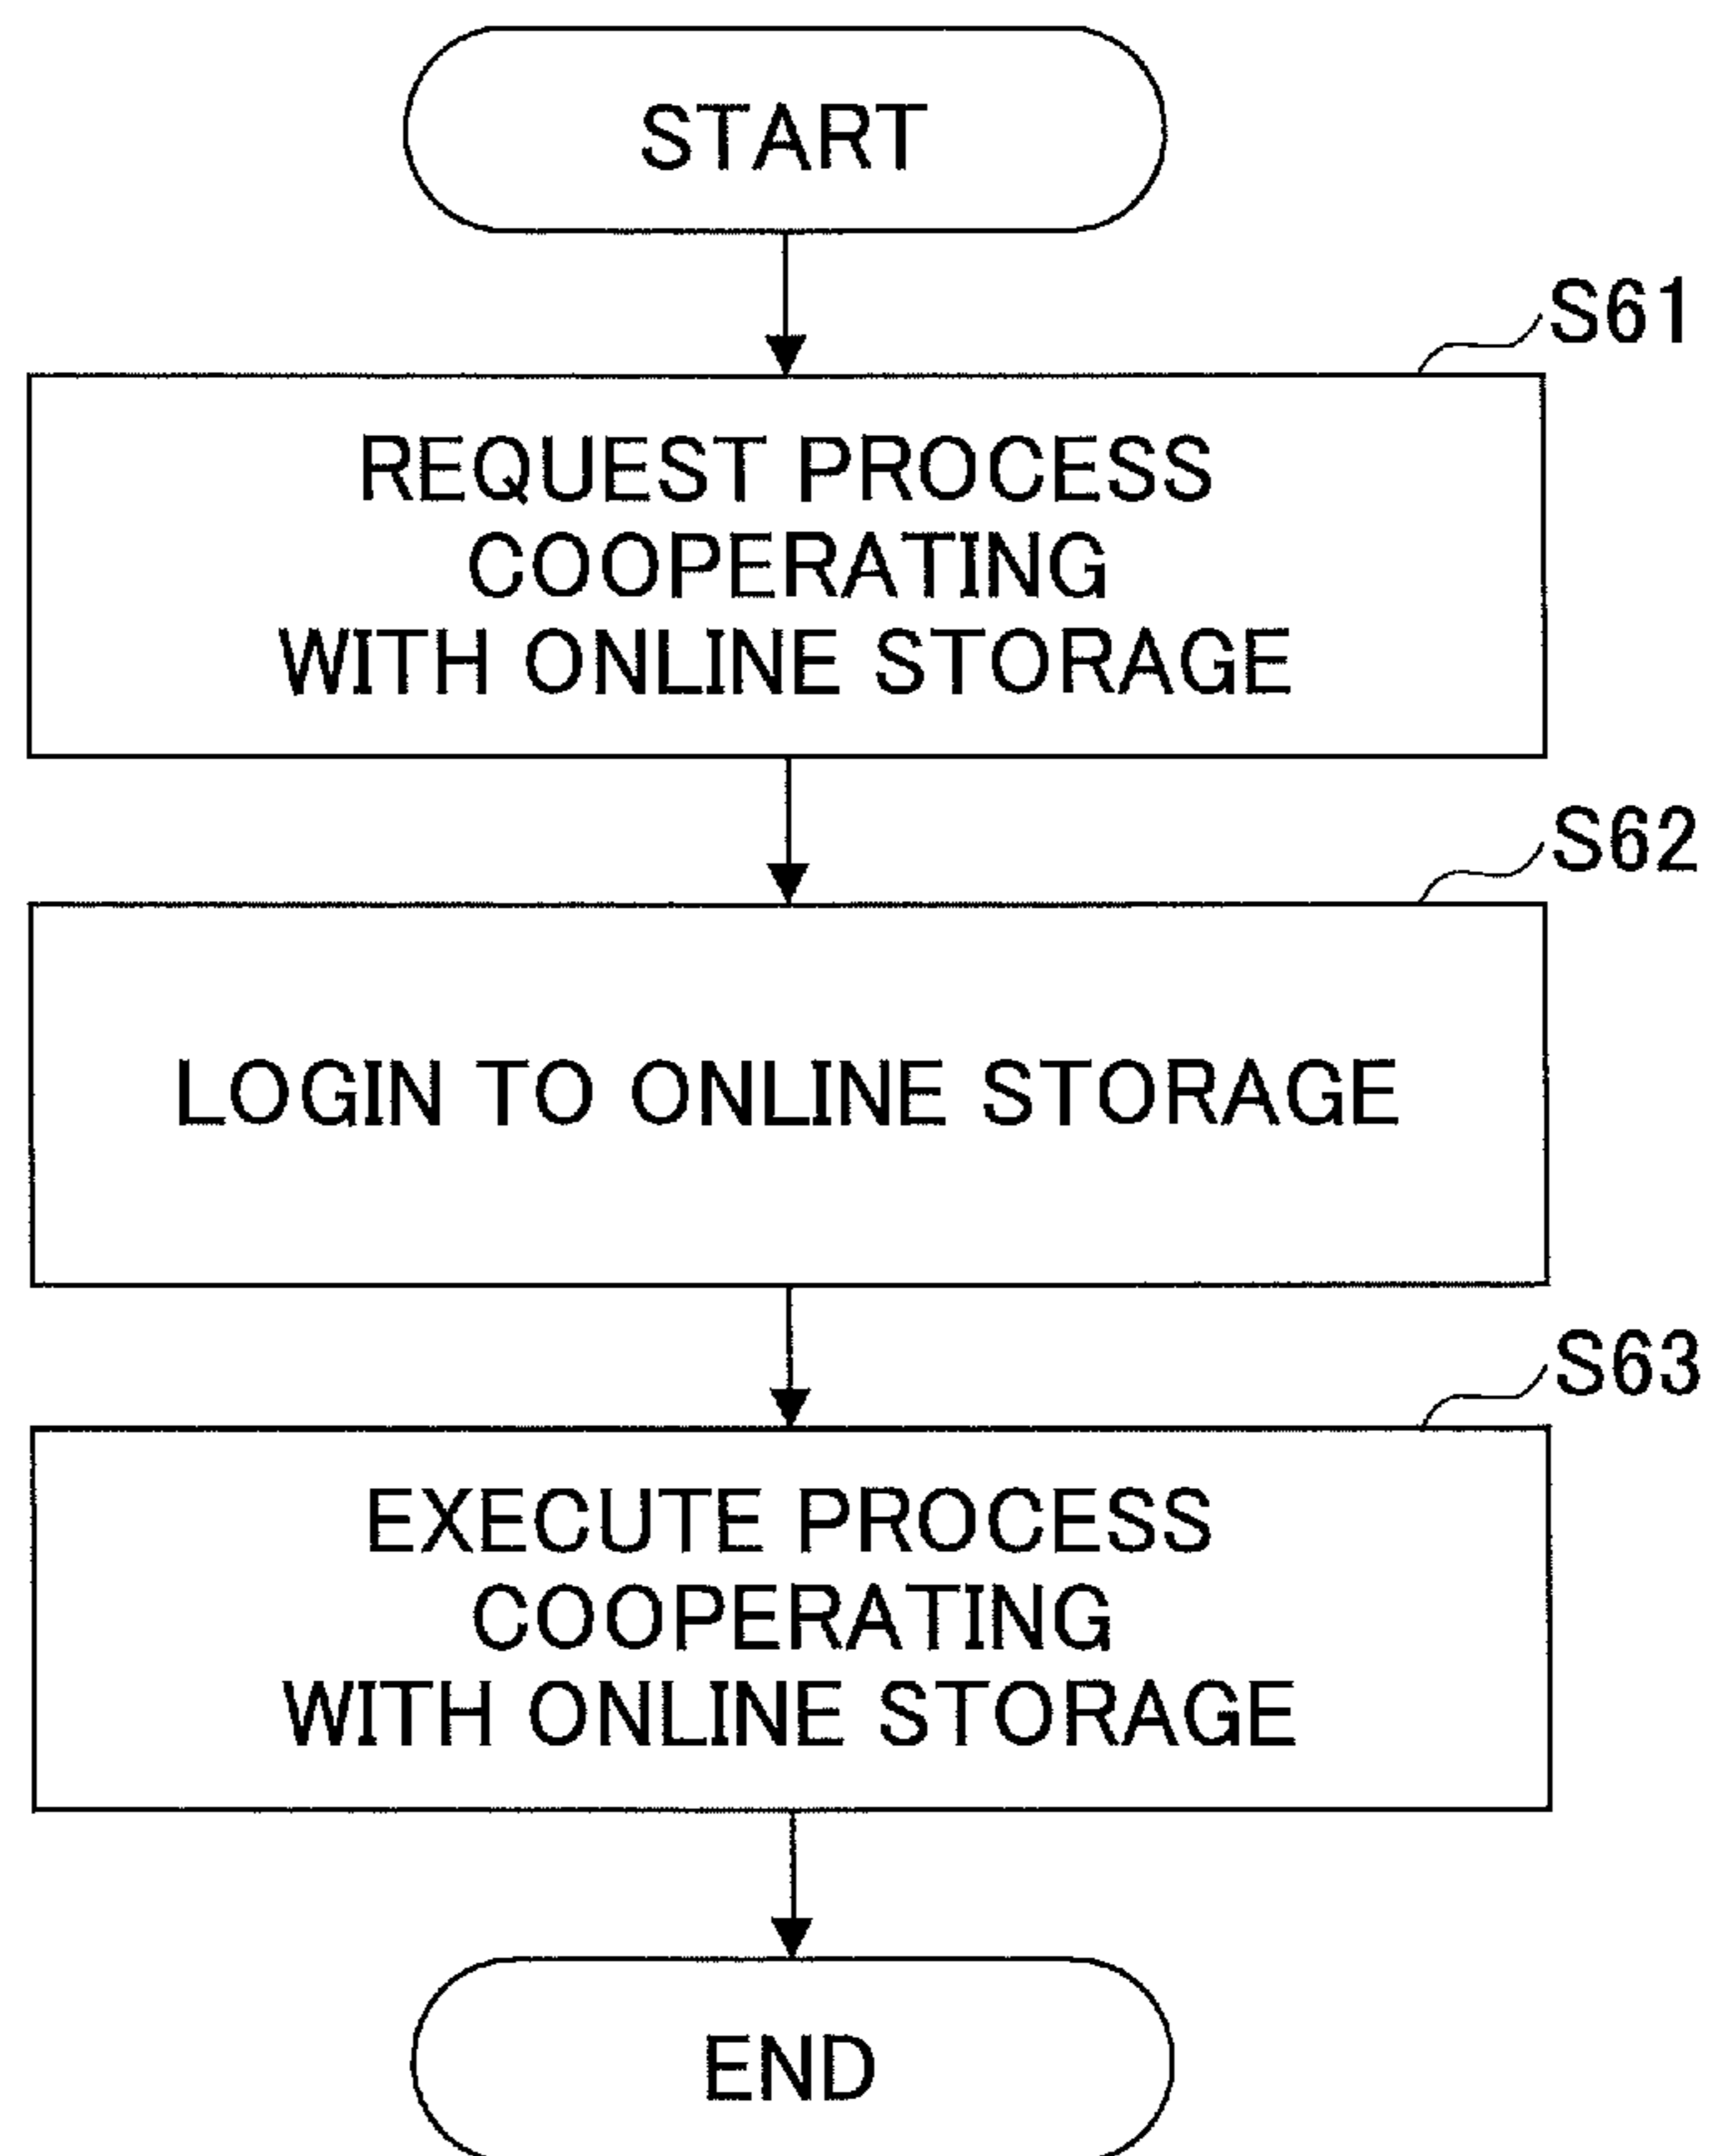 START
S61
REQUEST PROCESS
COOPERATING
WITH ONLINE STORAGE
S62
LOGIN TO ONLINE STORAGE
S63
EXECUTE PROCESS
COOPERATING
WITH ONLINE STORAGE
END